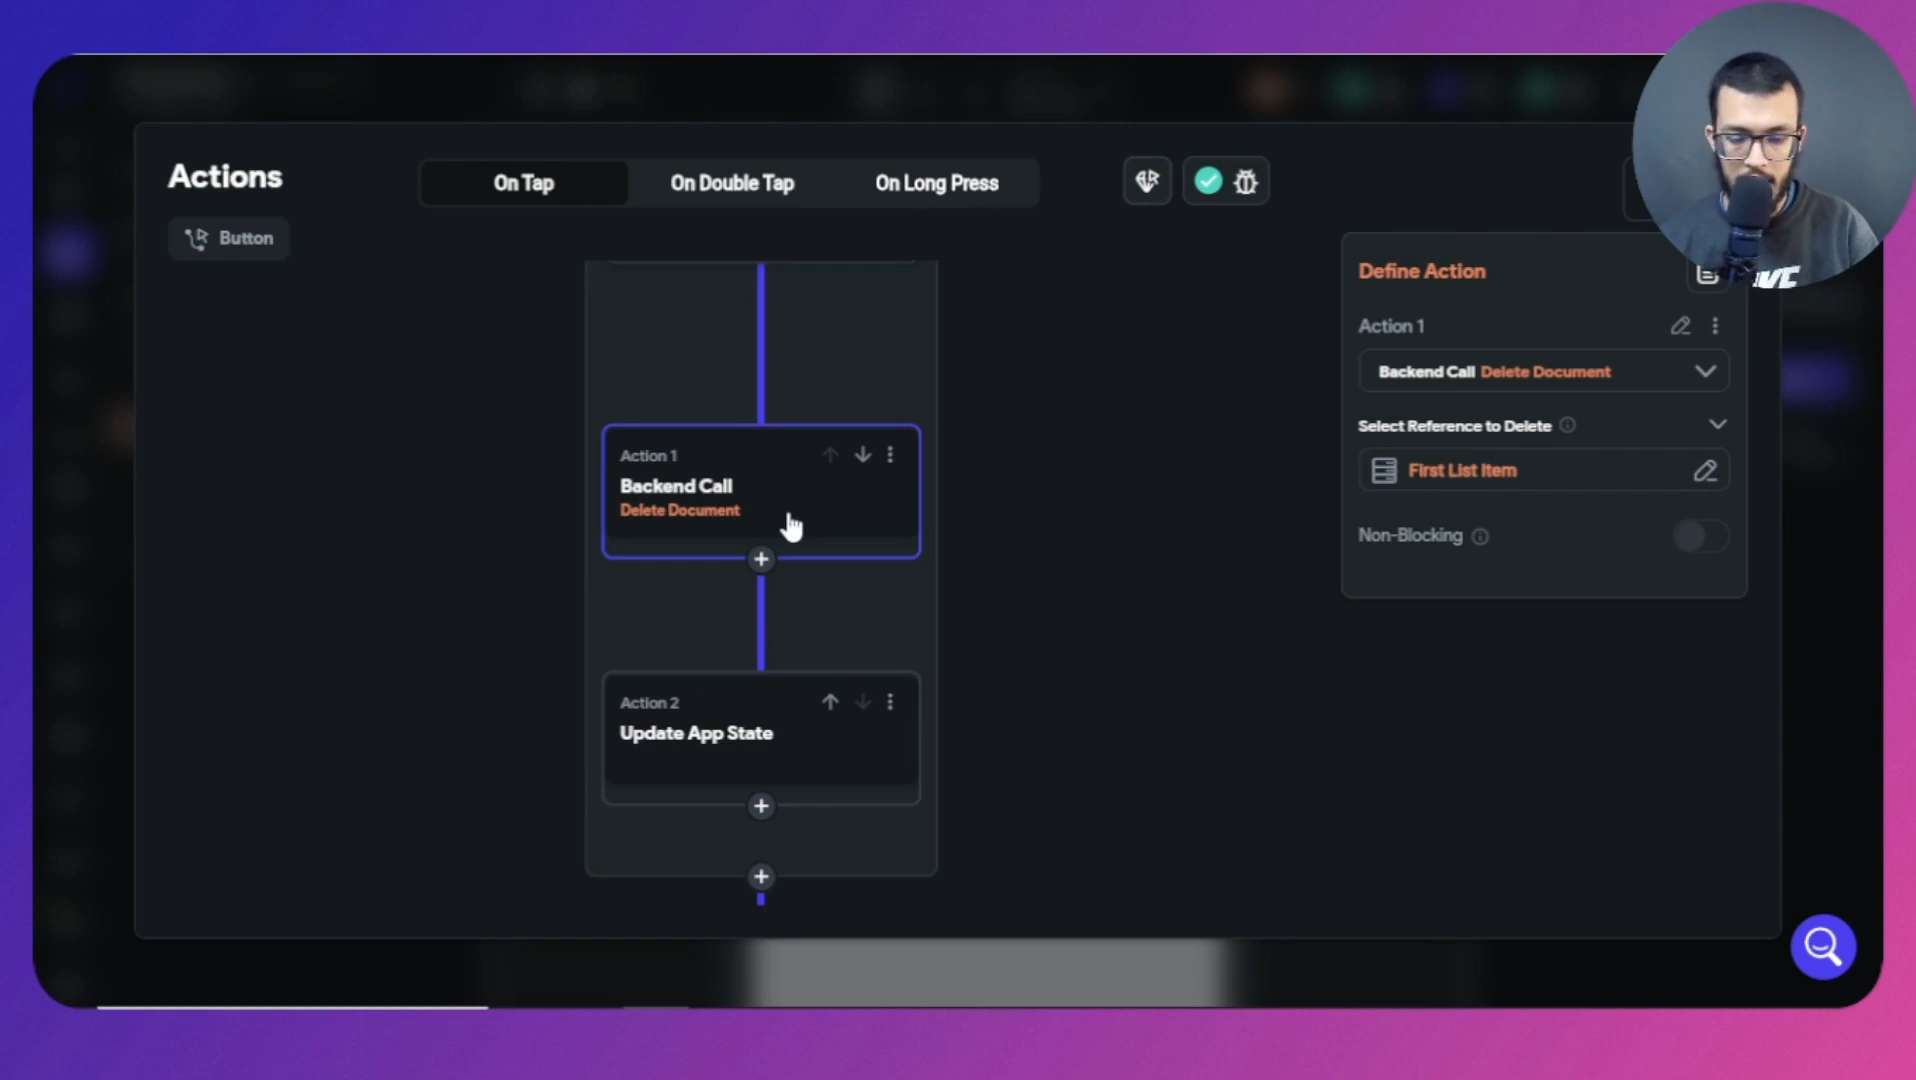 Actions
On Tap
On Double Tap
On Long Press
Button
Define Action
Action 1
Backend Call Delete Document
Select Reference to Delete
First List Item
Non-Blocking
Action 1
Backend Call
Delete Document
Action 2
Update App State